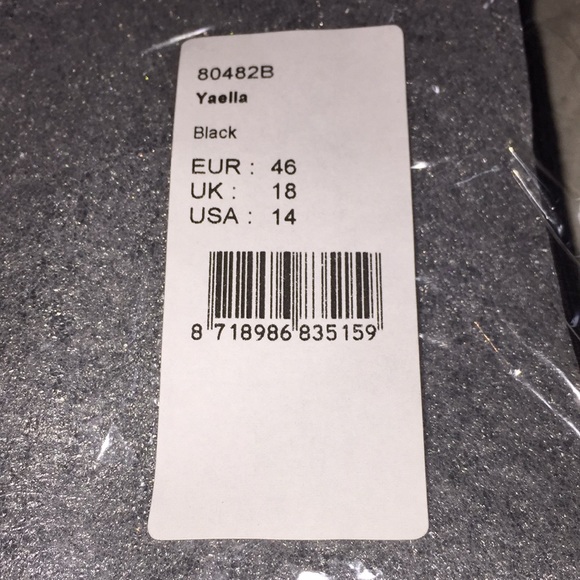 80482B
Yaella
Black
EUR : 46
UK : 18
USA : 14
8 718986 835159